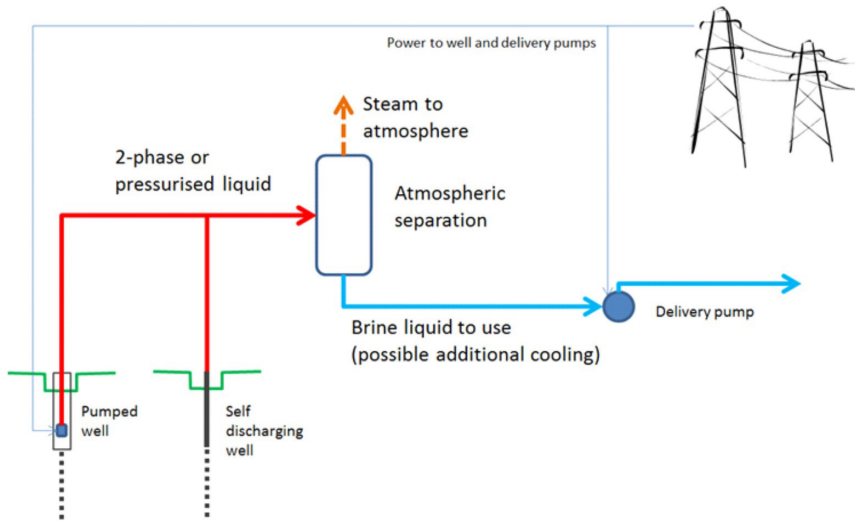 Power to well and delivery pumps
Steam to
atmosphere
2-phase or
pressurised liquid
Atmospheric
separation
Brine liquid to use
(possible additional cooling)
Delivery pump
Pumped
well
Self
discharging
well